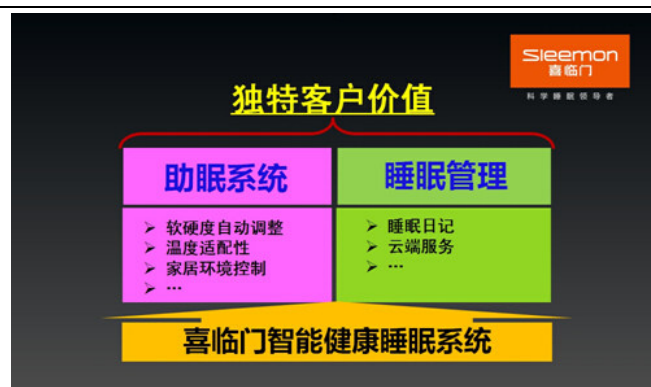 Sleemon
喜临门
科学睡眠领导者
独特客户价值
助眠系统
睡眠管理
➢ 软硬度自动调整
➢ 温度适配性
➢ 家居环境控制
➢ …
➢ 睡眠日记
➢ 云端服务
➢ …
喜临门智能健康睡眠系统